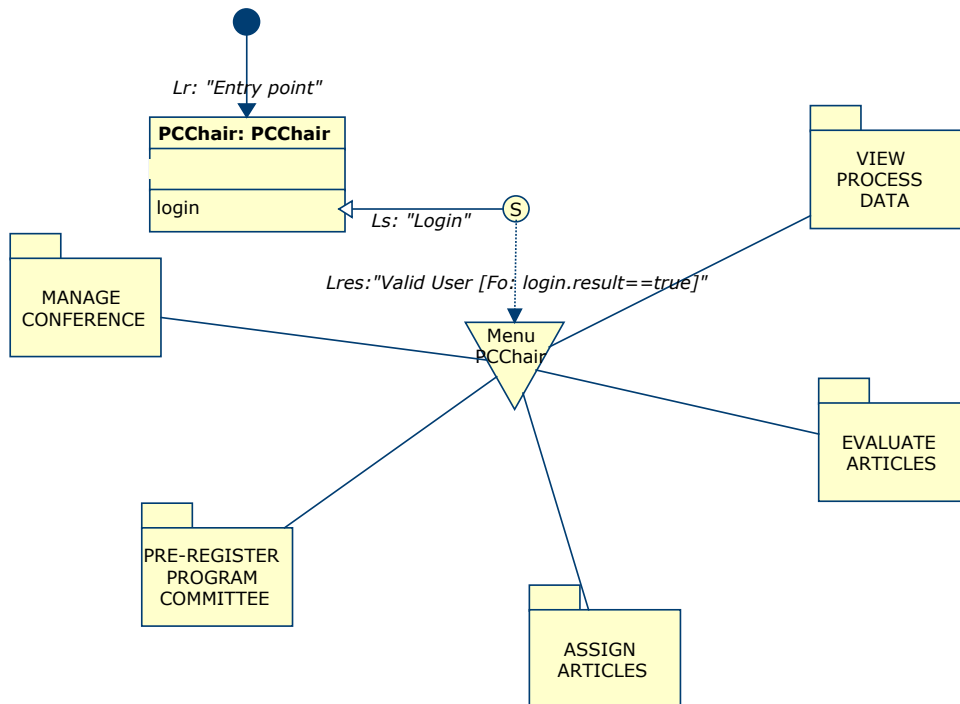 Lr: "Entry point"
PCChair: PCChair
login
S
Ls: "Login"
VIEW
PROCESS
DATA
Lres:"Valid User [Fo: login.result==true]"
MANAGE
CONFERENCE
Menu
PCChair
EVALUATE
ARTICLES
PRE-REGISTER
PROGRAM
COMMITTEE
ASSIGN
ARTICLES